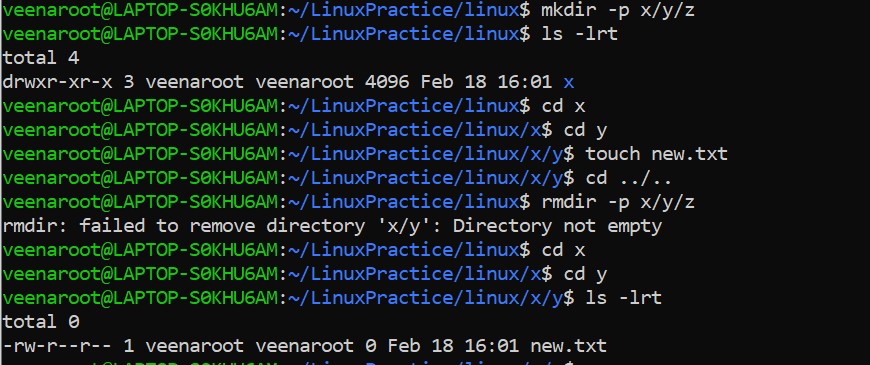 veenaroot@LAPTOP-S0KHU6AM:~/LinuxPractice/linux$ mkdir -p x/y/z
veenaroot@LAPTOP-S0KHU6AM:~/LinuxPractice/linux$ ls -lrt
total 4
drwxr-xr-x 3 veenaroot veenaroot 4096 Feb 18 16:01 x
veenaroot@LAPTOP-S0KHU6AM:~/LinuxPractice/linux$ cd x
veenaroot@LAPTOP-S0KHU6AM:~/LinuxPractice/linux/x$ cd y
veenaroot@LAPTOP-S0KHU6AM:~/LinuxPractice/linux/x/y$ touch new.txt
veenaroot@LAPTOP-S0KHU6AM:~/LinuxPractice/linux/x/y$ cd ../..
veenaroot@LAPTOP-S0KHU6AM:~/LinuxPractice/linux$ rmdir -p x/y/z
rmdir: failed to remove directory 'x/y': Directory not empty
veenaroot@LAPTOP-S0KHU6AM:~/LinuxPractice/linux$ cd x
veenaroot@LAPTOP-S0KHU6AM:~/LinuxPractice/linux/x$ cd y
veenaroot@LAPTOP-S0KHU6AM:~/LinuxPractice/linux/x/y$ ls -lrt
total 0
-rw-r--r-- 1 veenaroot veenaroot 0 Feb 18 16:01 new.txt